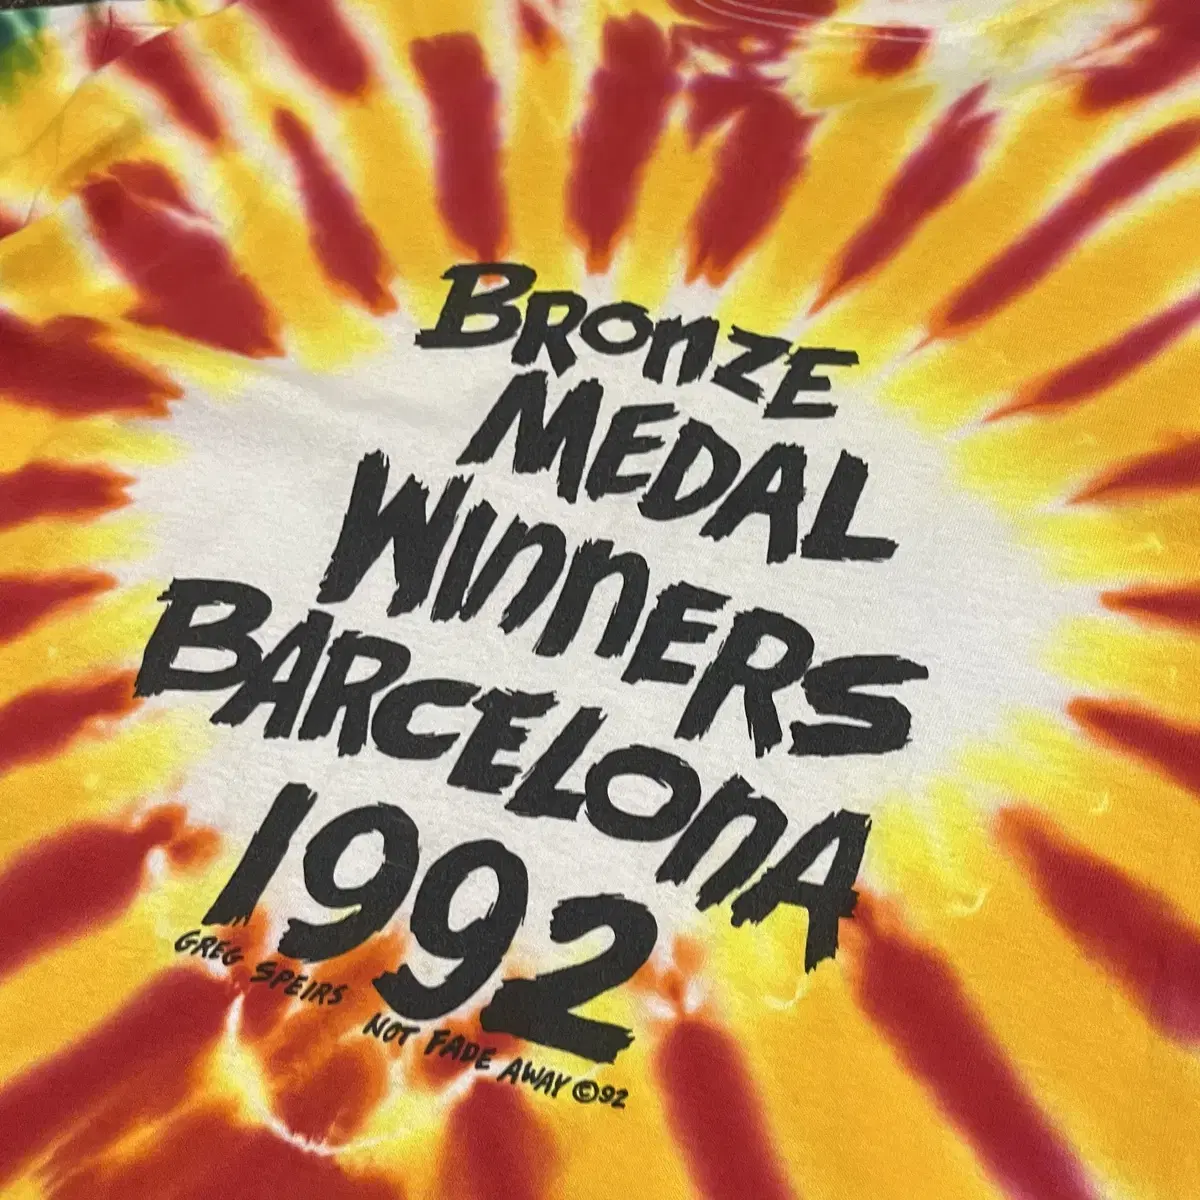 BRONZE
MEDAL
WINNERS
BARCELONA
1992
GREG SPEIRS NOT FADE AWAY ©92